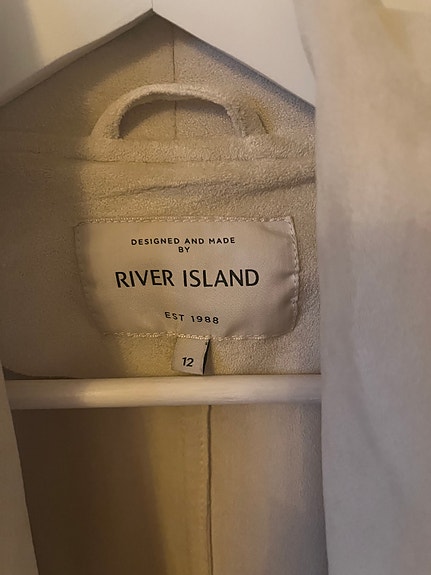 DESIGNED AND MADE
BY
RIVER ISLAND
EST 1988
12